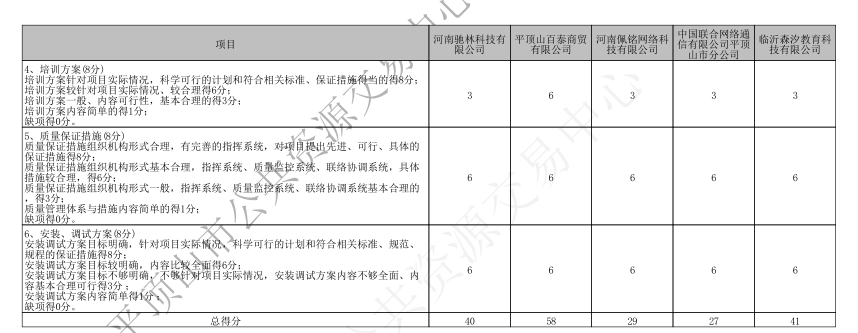 项目 河南驰林科技有限公司 平顶山百泰商贸有限公司 河南佩铭网络科技有限公司 中国联合网络通信有限公司平顶山市分公司 临沂森汐教育科技有限公司
4、培训方案(8分)
培训方案针对项目实际情况，科学可行的计划和符合相关标准、保证措施得当的得8分；
培训方案较针对项目实际情况、较合理得6分；
培训方案一般、内容可行性，基本合理的得3分；
培训方案内容简单的得1分；
缺项得0分。
3 6 3 3 3
5、质量保证措施(8分)
质量保证措施组织机构形式合理，有完善的指挥系统，对项目提出先进、可行、具体的
保证措施得8分；
质量保证措施组织机构形式基本合理，指挥系统、质量监控系统、联络协调系统，具体
措施较合理，得6分；
质量保证措施组织机构形式一般，指挥系统、质量监控系统、联络协调系统基本合理的
，得3分；
质量管理体系与措施内容简单的得1分；
缺项得0分。
6 6 6 6 6
6、安装、调试方案(8分)
安装调试方案目标明确，针对项目实际情况、科学可行的计划和符合相关标准、规范、
规程的保证措施得8分；
安装调试方案目标较明确，内容比较全面得6分；
安装调试方案目标不够明确，不够针对项目实际情况，安装调试方案内容不够全面、内
容基本合理可行得3分；
安装调试方案内容简单得1分；
缺项得0分。
6 6 6 6 6
总得分 40 58 29 27 41
平顶山市公共资源交易中心
公共资源交易中心